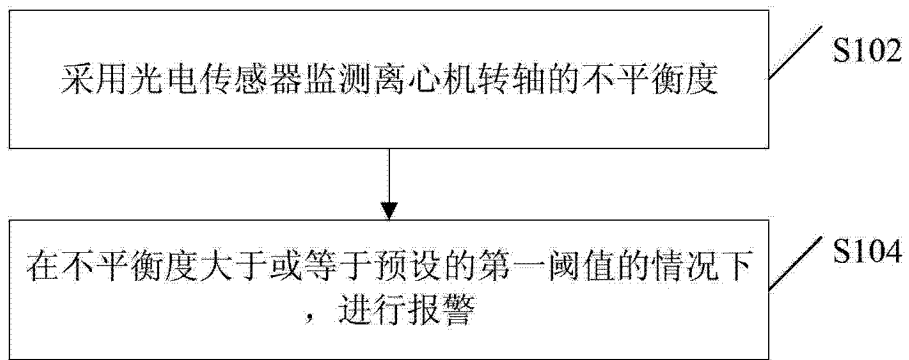 采用光电传感器监测离心机转轴的不平衡度
S102
在不平衡度大于或等于预设的第一阈值的情况下
，进行报警
S104